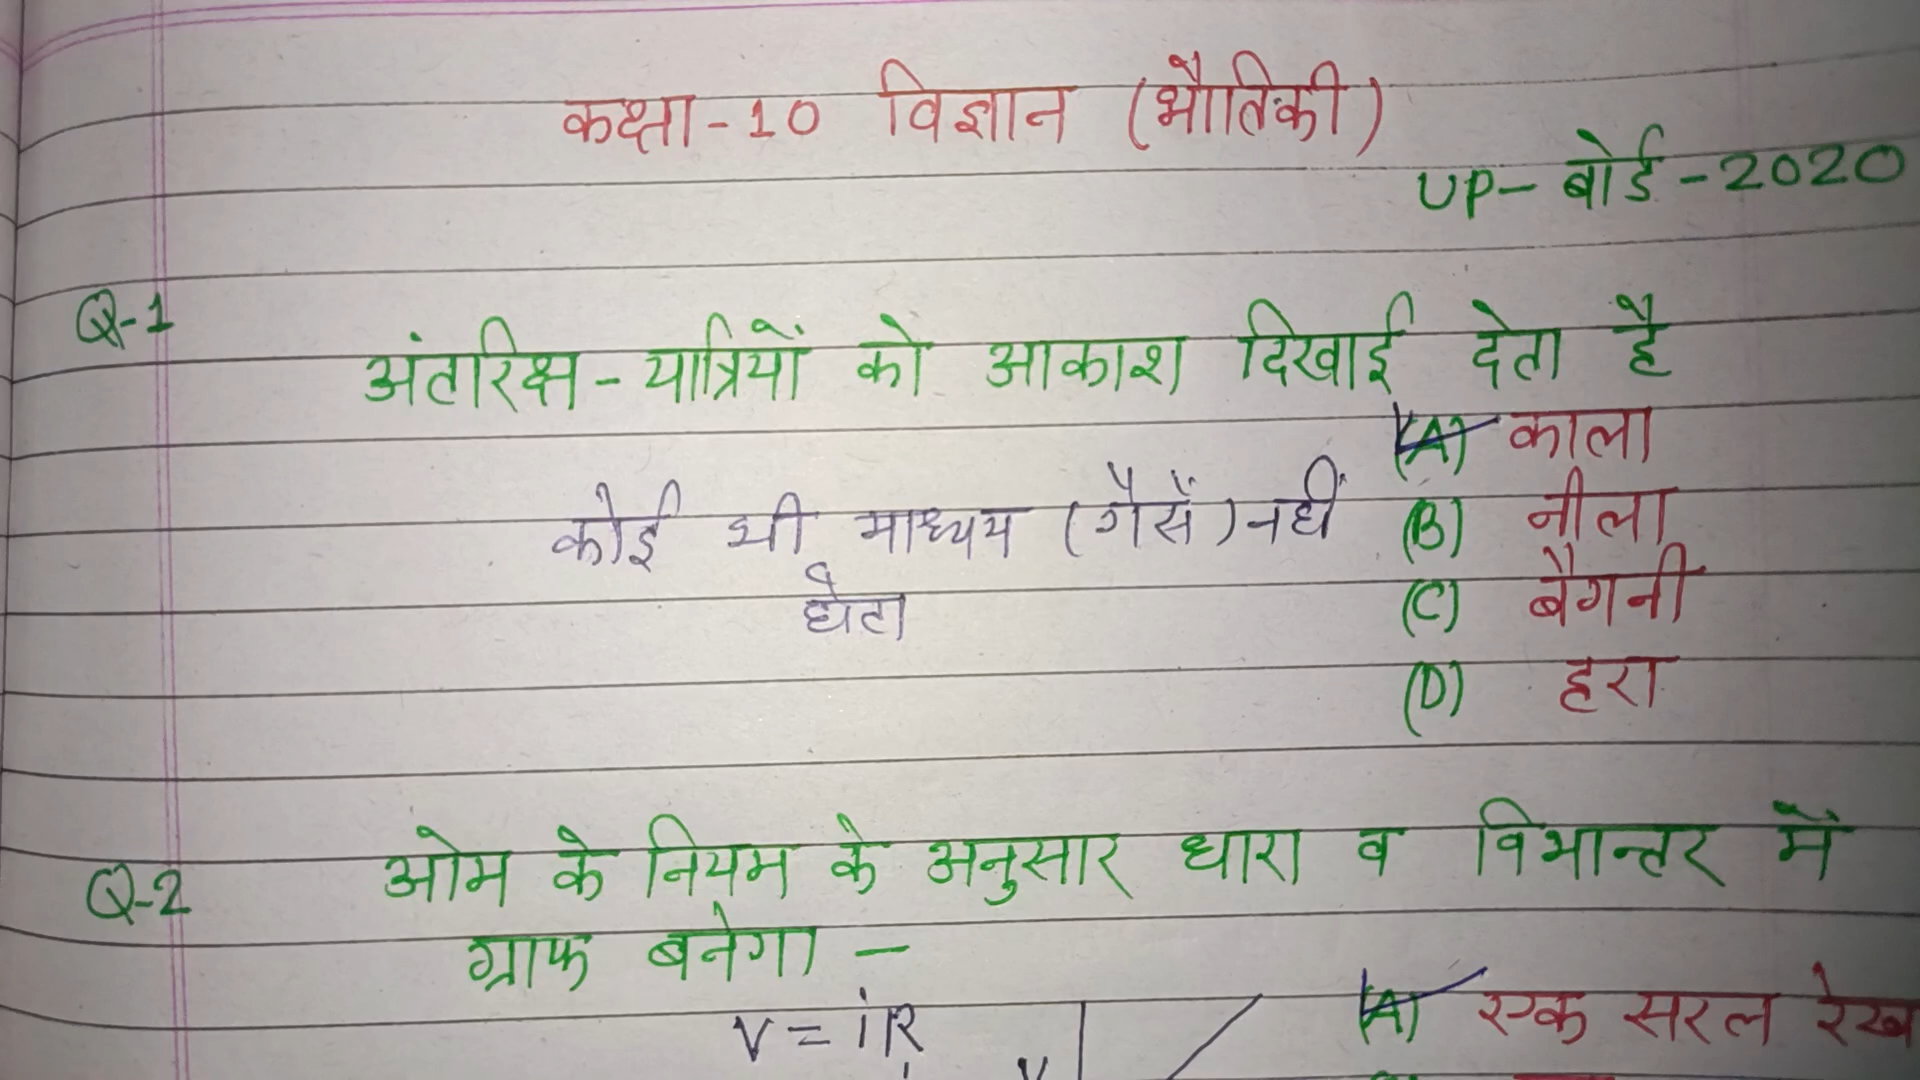 कक्षा-10 विज्ञान (भौतिकी)
UP- बोर्ड -2020
Q-1
अंतरिक्ष - यात्रियों को आकाश दिखाई देता है
(A) काला
कोई भी माध्यम (गैसें) नहीं
(B) नीला
होता
(C) बैगनी
(D) हरा
Q-2 ओम के नियम के अनुसार धारा व विभान्तर में
ग्राफ बनेगा -
(A) एक सरल रेख
V = iR
V